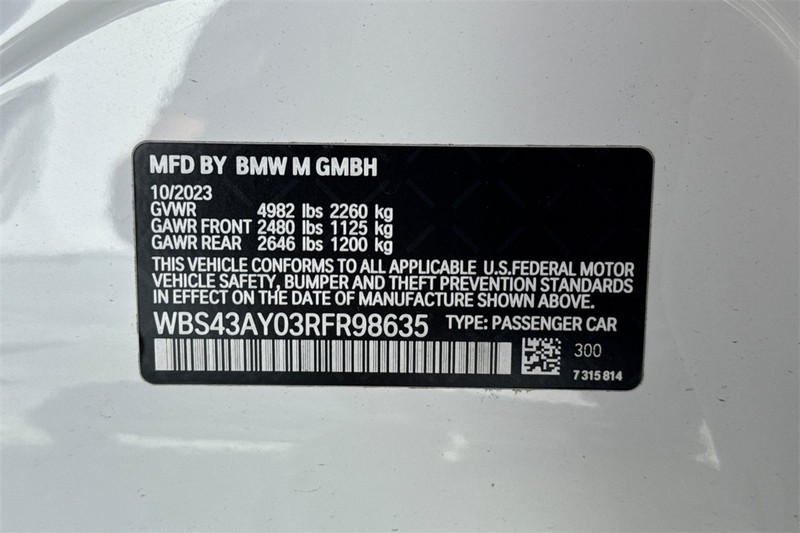 MFD BY BMW M GMBH
10/2023
GVWR 4982 lbs 2260 kg
GAWR FRONT 2480 lbs 1125 kg
GAWR REAR 2646 lbs 1200 kg
THIS VEHICLE CONFORMS TO ALL APPLICABLE U.S.FEDERAL MOTOR
VEHICLE SAFETY, BUMPER AND THEFT PREVENTION STANDARDS
IN EFFECT ON THE DATE OF MANUFACTURE SHOWN ABOVE.
WBS43AY03RFR98635 TYPE: PASSENGER CAR
300
7 315 814